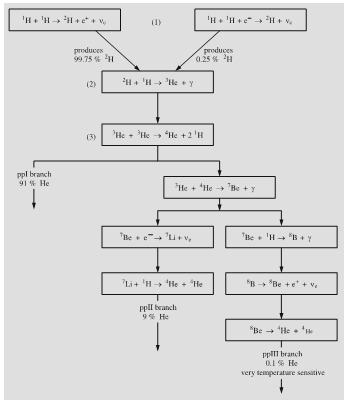 ¹H + ¹H → ²H + e⁺ + νₑ (1) ¹H + ¹H + e⁻ → ²H + νₑ
produces
99.75 % ²H
produces
0.25 % ²H
(2) ²H + ¹H → ³He + γ
(3) ³He + ³He → ⁴He + 2 ¹H
ppI branch
91 % He
³He + ⁴He → ⁷Be + γ
⁷Be + e⁻ → ⁷Li + νₑ
⁷Be + ¹H → ⁸B + γ
⁷Li + ¹H → ⁴He + ⁴He
⁸B → ⁸Be + e⁺ + νₑ
ppII branch
9 % He
⁸Be → ⁴He + ⁴He
ppIII branch
0.1 % He
very temperature sensitive